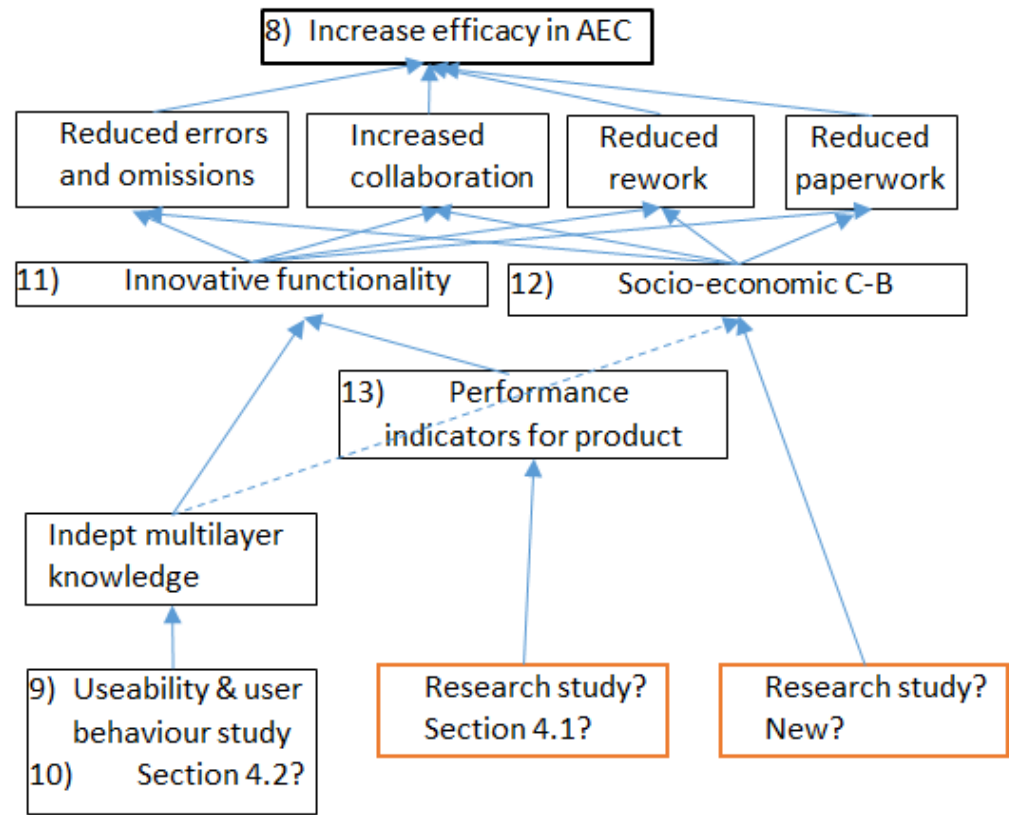 8) Increase efficacy in AEC
Reduced errors
and omissions
Increased
collaboration
Reduced
rework
Reduced
paperwork
11) Innovative functionality
12) Socio-economic C-B
13) Performance
indicators for product
Indept multilayer
knowledge
9) Useability & user
behaviour study
10) Section 4.2?
Research study?
Section 4.1?
Research study?
New?